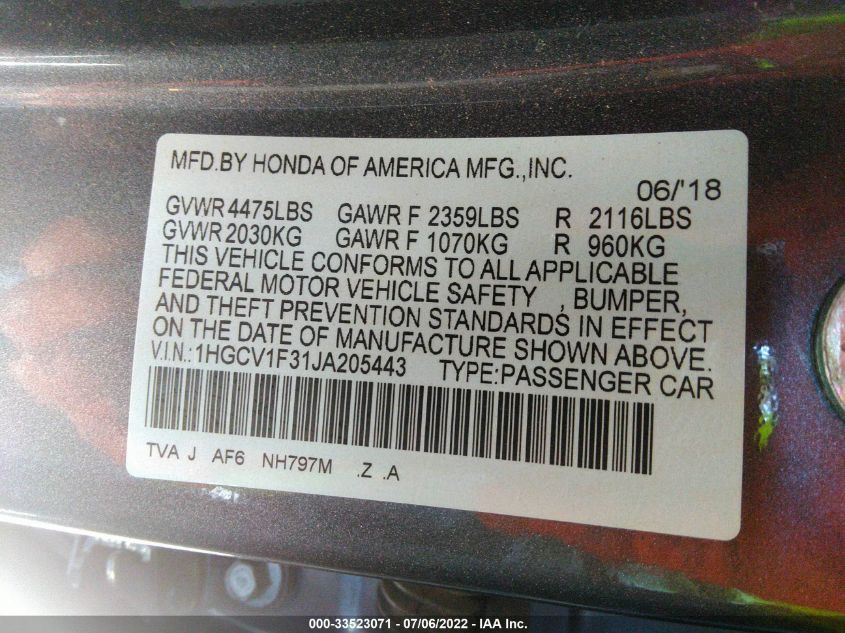 MFD.BY HONDA OF AMERICA MFG.,INC.
06/'18
GVWR 4475LBS GAWR F 2359LBS R 2116LBS
GVWR 2030KG GAWR F 1070KG R 960KG
THIS VEHICLE CONFORMS TO ALL APPLICABLE
FEDERAL MOTOR VEHICLE SAFETY , BUMPER,
AND THEFT PREVENTION STANDARDS IN EFFECT
ON THE DATE OF MANUFACTURE SHOWN ABOVE.
V.I.N.:1HGCV1F31JA205443 TYPE:PASSENGER CAR
TVA J AF6 NH797M .Z .A
000-33523071 - 07/06/2022 - IAA Inc.